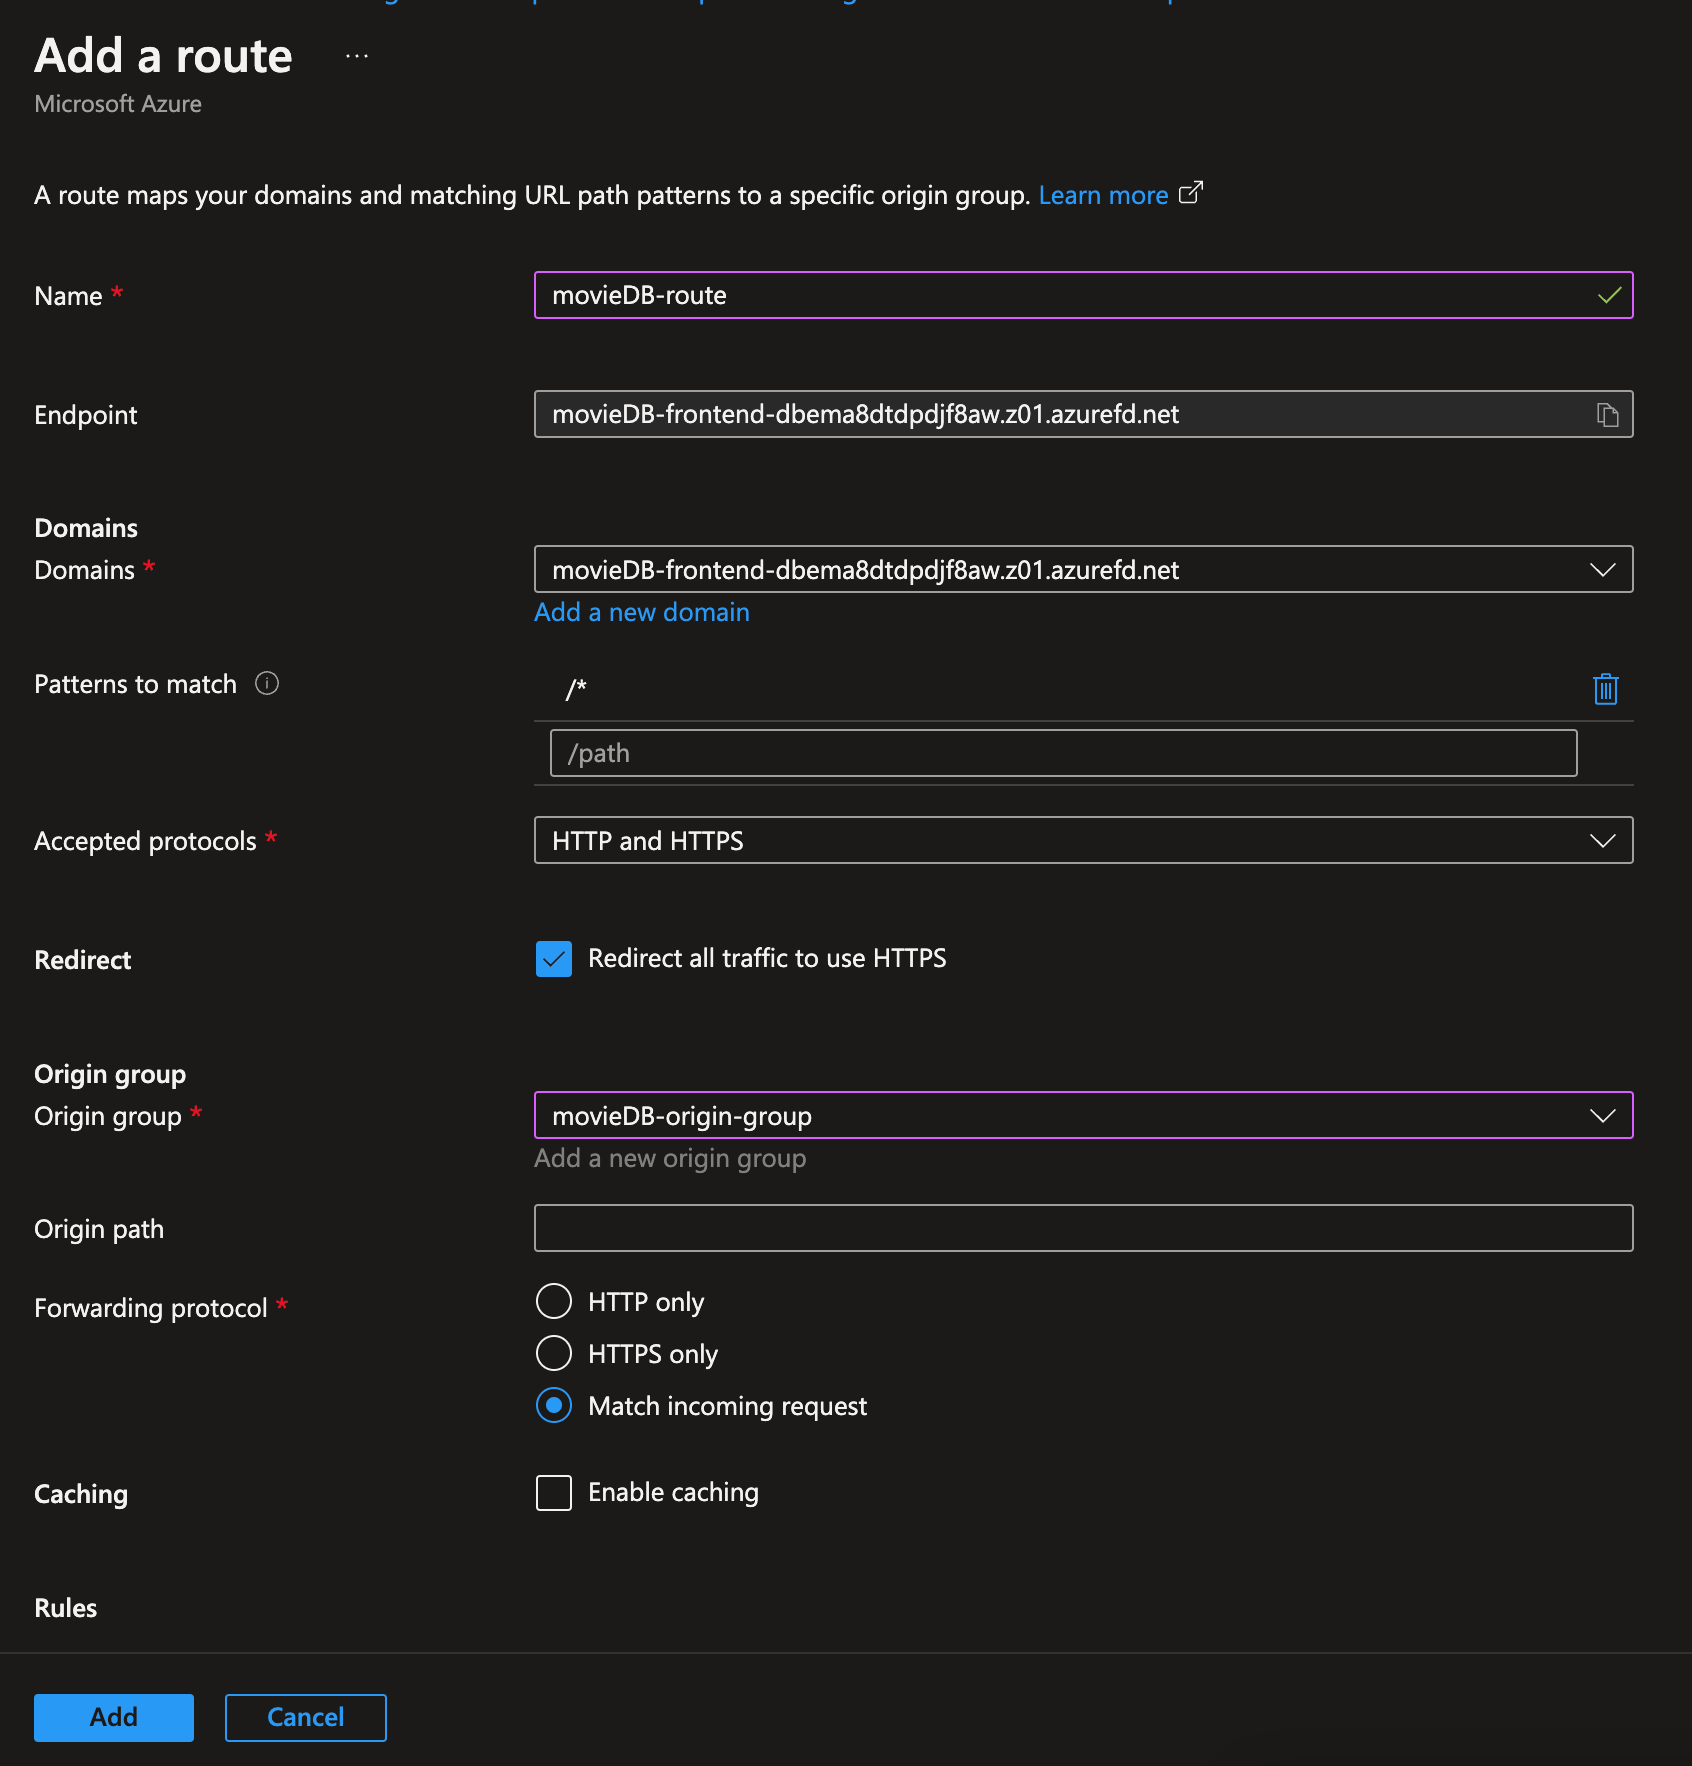 Add a route ...
Microsoft Azure
A route maps your domains and matching URL path patterns to a specific origin group. Learn more
Name * movieDB-route
Endpoint movieDB-frontend-dbema8dtdpdjf8aw.z01.azurefd.net
Domains
Domains * movieDB-frontend-dbema8dtdpdjf8aw.z01.azurefd.net
Add a new domain
Patterns to match /*
/path
Accepted protocols * HTTP and HTTPS
Redirect Redirect all traffic to use HTTPS
Origin group
Origin group * movieDB-origin-group
Add a new origin group
Origin path
Forwarding protocol * HTTP only
HTTPS only
Match incoming request
Caching Enable caching
Rules
Add Cancel